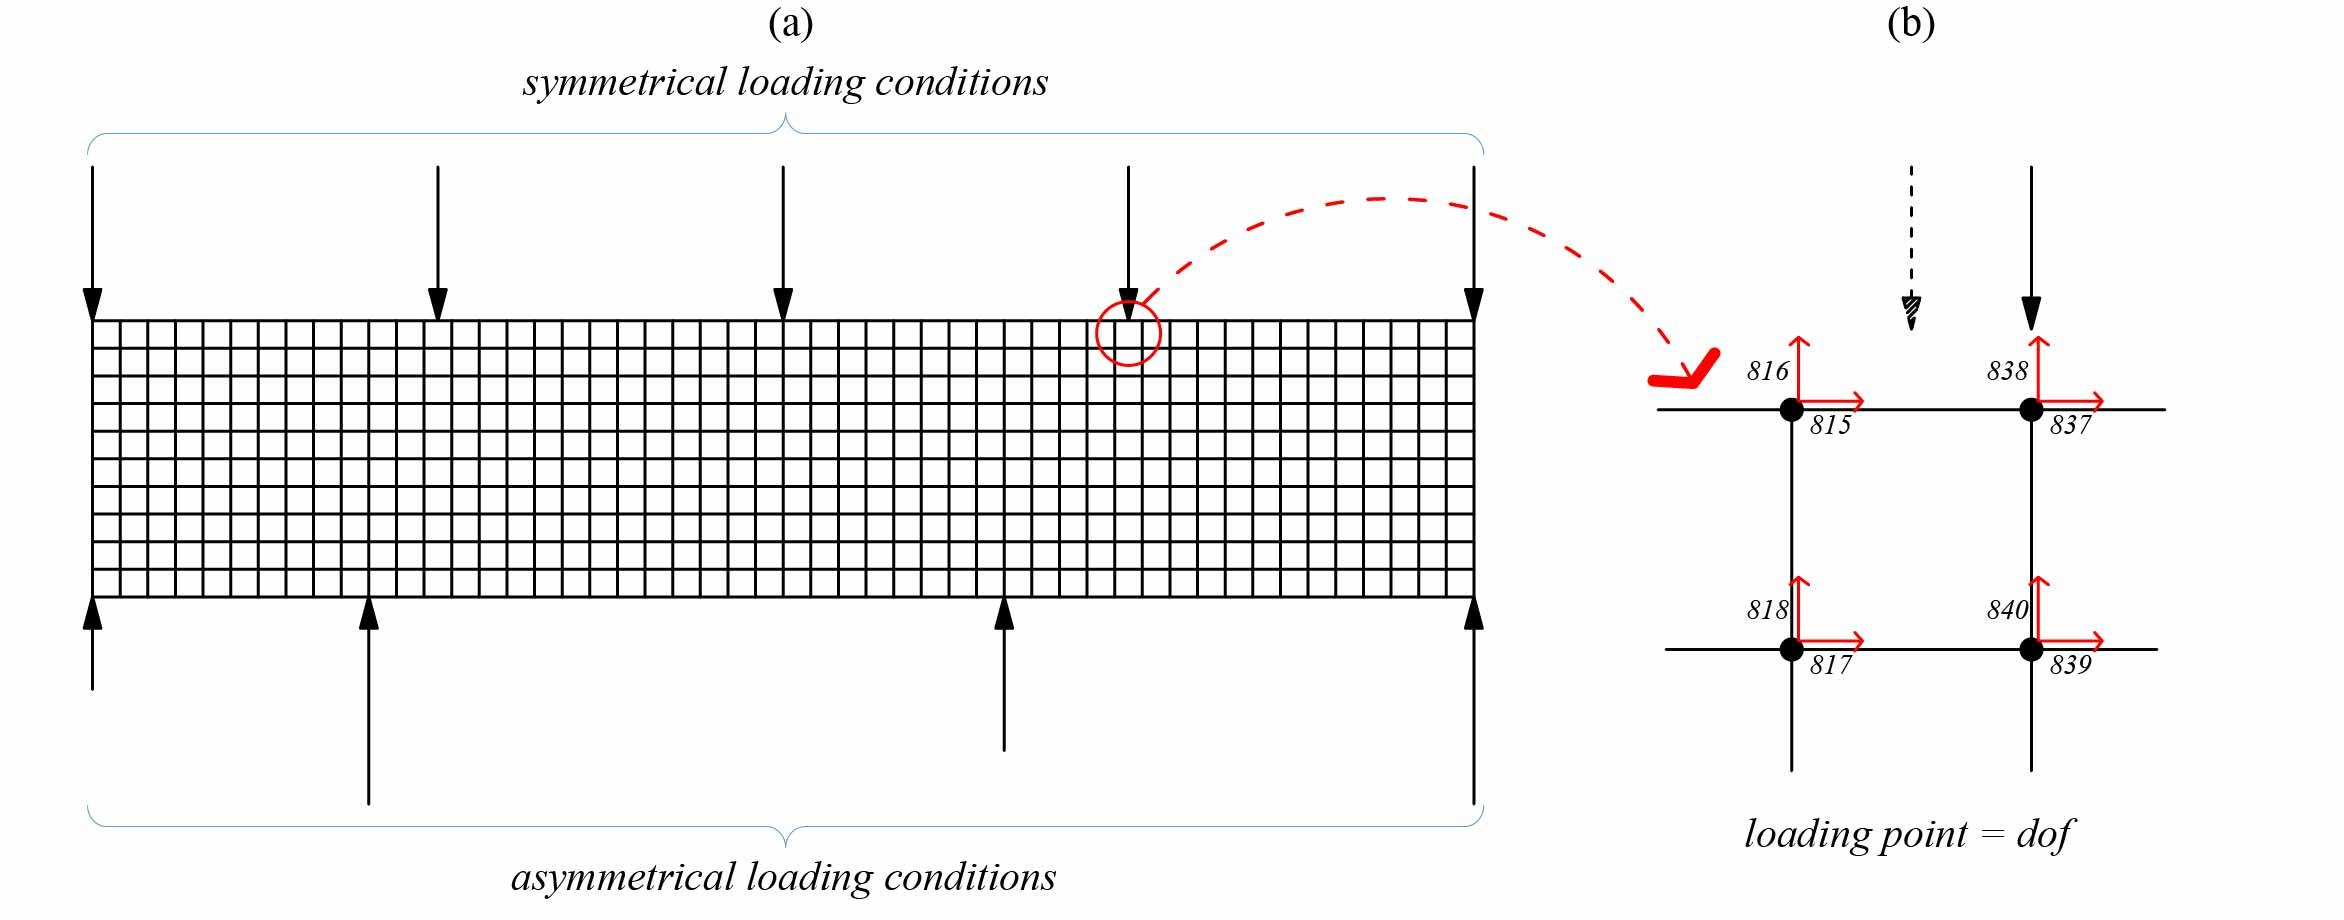 (a)
(b)
symmetrical loading conditions
816
838
815
837
818
840
817
839
loading point = dof
asymmetrical loading conditions